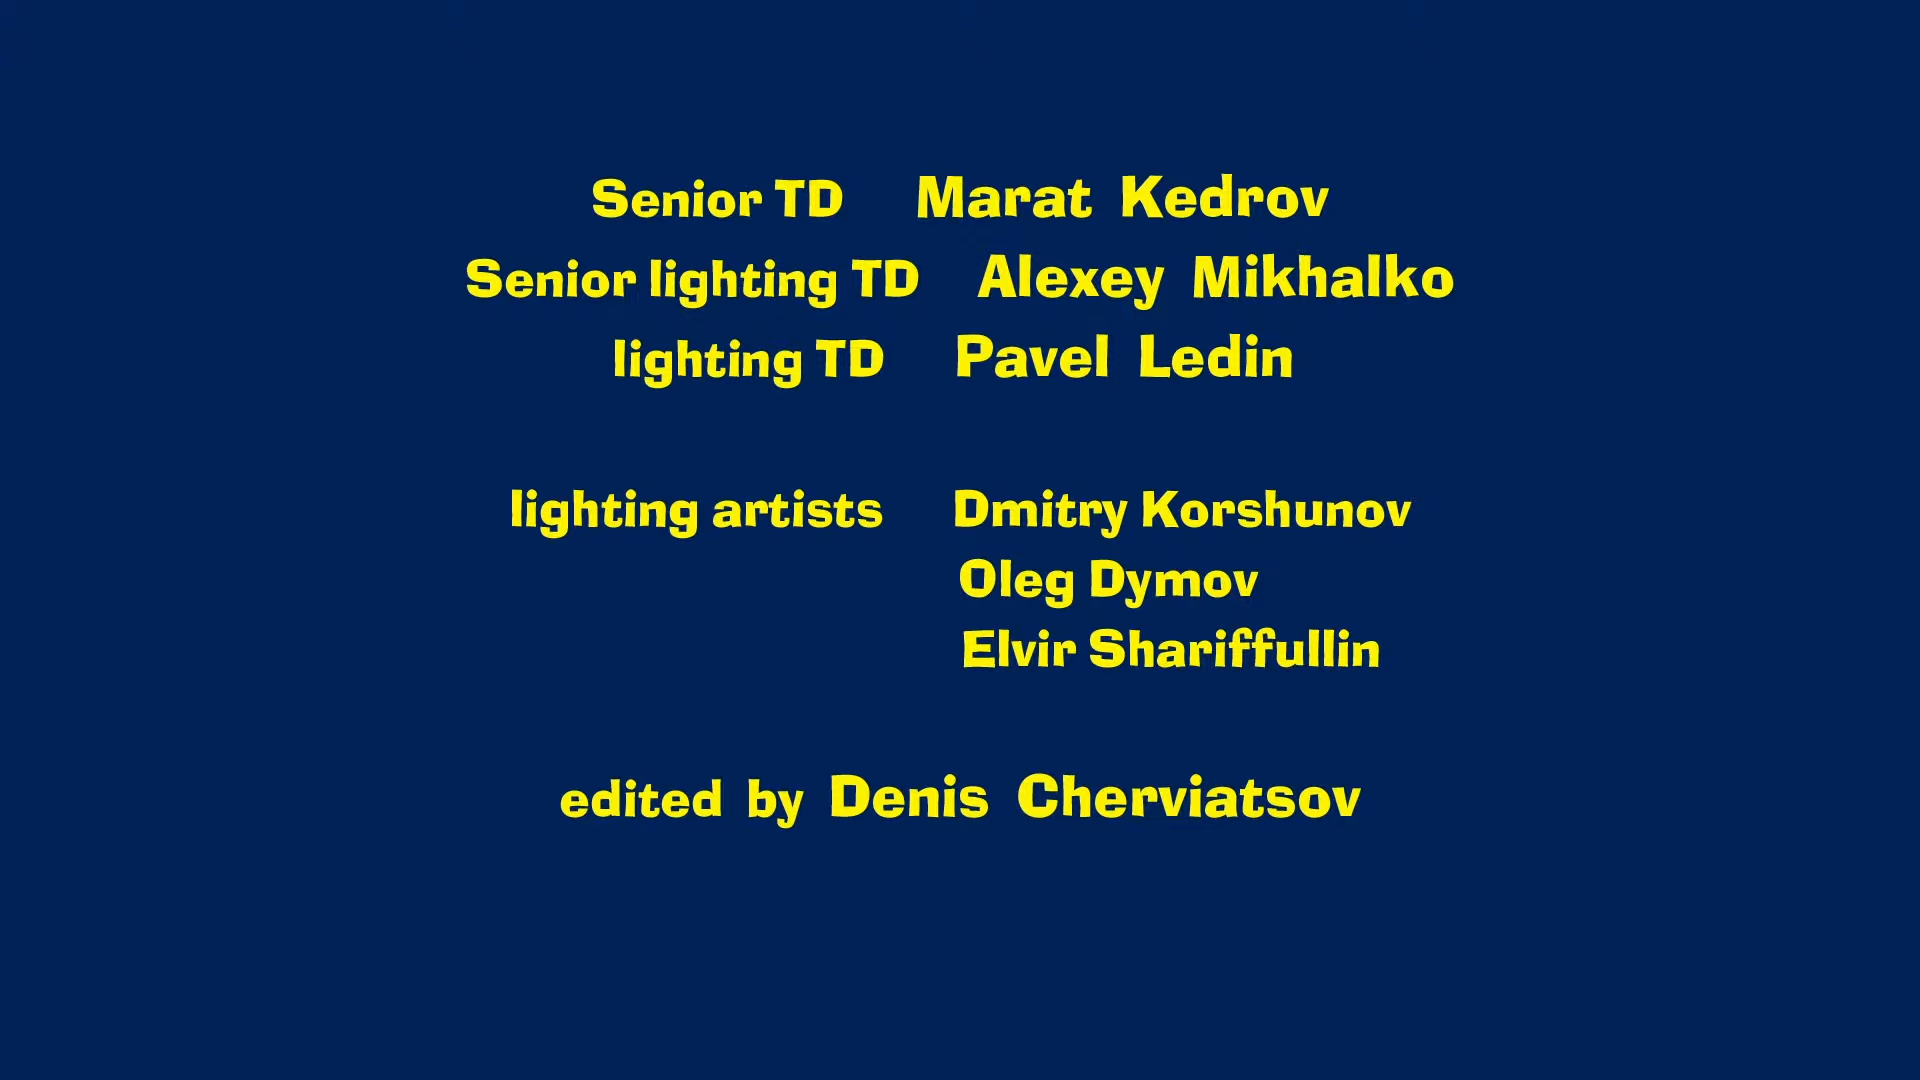 Senior TD Marat Kedrov
Senior lighting TD Alexey Mikhalko
lighting TD Pavel Ledin
lighting artists Dmitry Korshunov
Oleg Dymov
Elvir Shariffullin
edited by Denis Cherviatsov